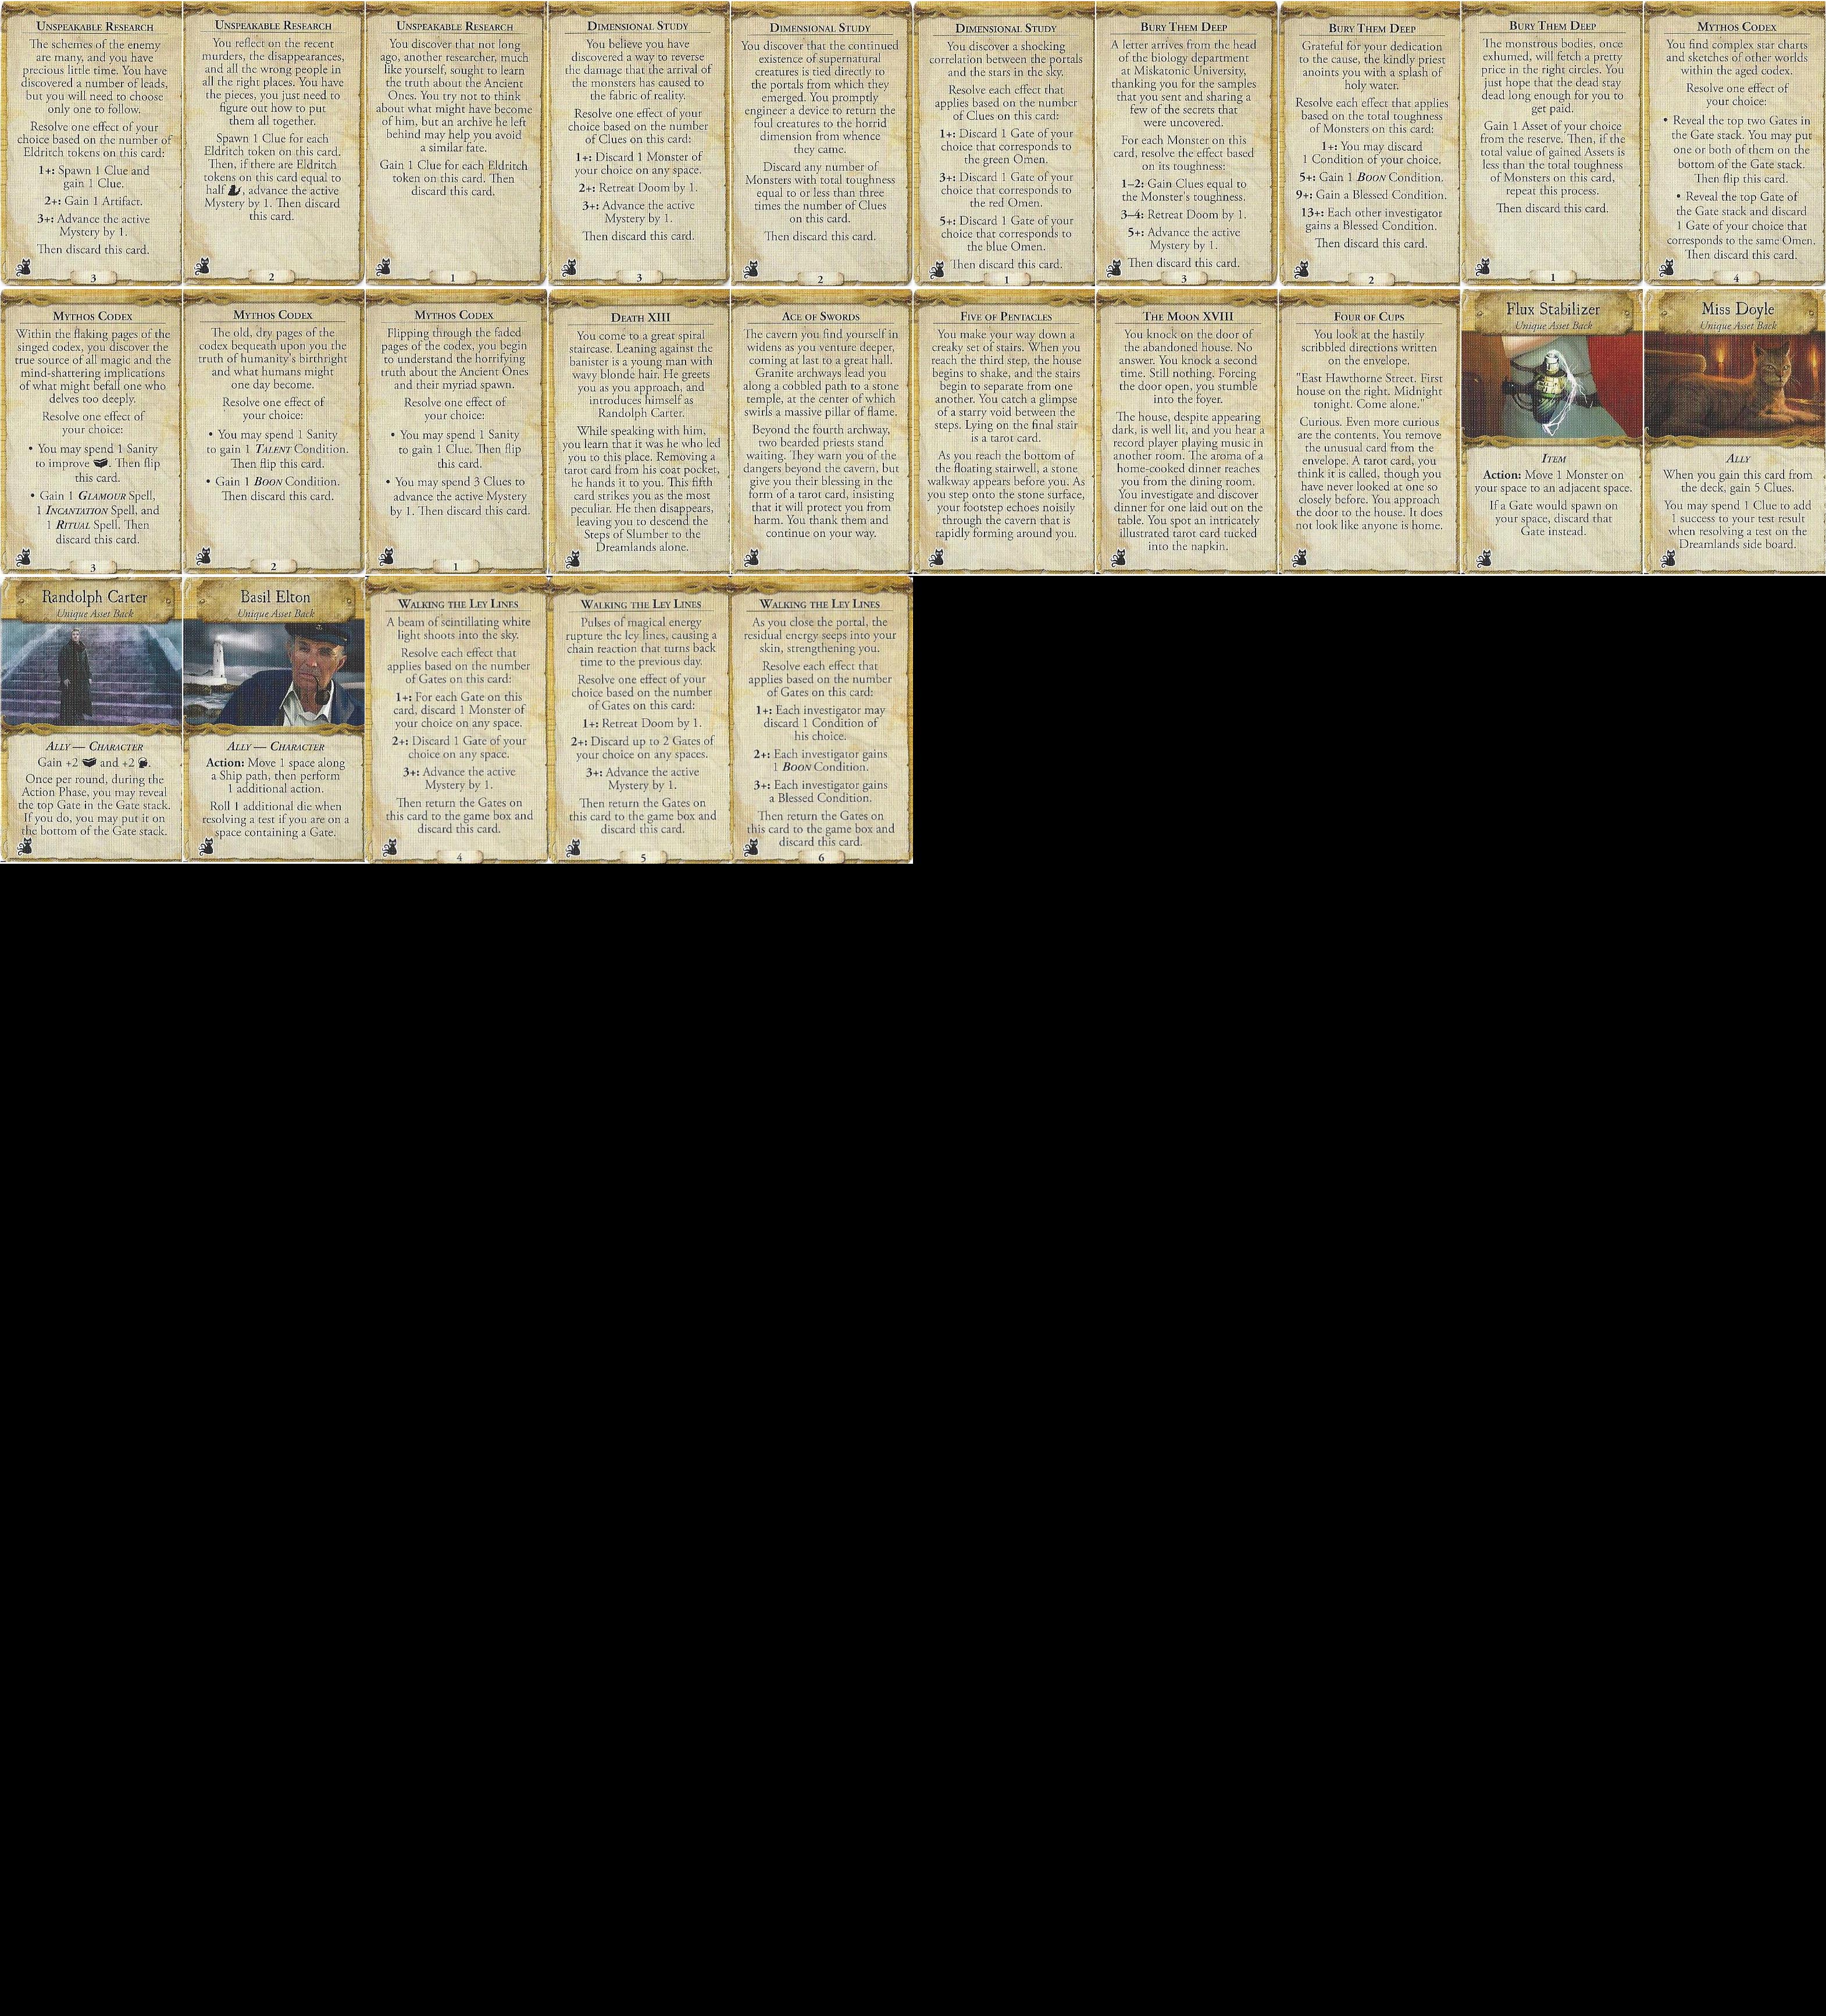 UNSPEAKABLE RESEARCH
The schemes of the enemy
are many, and you have
precious little time. You have
discovered a number of leads,
but you will need to choose
only one to follow.
Resolve one effect of your
choice based on the number of
Eldritch tokens on this card:
1+: Spawn 1 Clue and
gain 1 Clue.
2+: Gain 1 Artifact.
3+: Advance the active
Mystery by 1.
Then discard this card.
3
UNSPEAKABLE RESEARCH
You reflect on the recent
murders, the disappearances,
and all the wrong people in
all the right places. You have
the pieces, you just need to
figure out how to put
them all together.
Spawn 1 Clue for each
Eldritch token on this card.
Then, if there are Eldritch
tokens on this card equal to
half , advance the active
Mystery by 1. Then discard
this card.
2
UNSPEAKABLE RESEARCH
You discover that not long
ago, another researcher, much
like yourself, sought to learn
the truth about the Ancient
Ones. You try not to think
about what might have become
of him, but an archive he left
behind may help you avoid
a similar fate.
Gain 1 Clue for each Eldritch
token on this card. Then
discard this card.
1
DIMENSIONAL STUDY
You believe you have
discovered a way to reverse
the damage that the arrival of
the monsters has caused to
the fabric of reality.
Resolve one effect of your
choice based on the number
of Clues on this card:
1+: Discard 1 Monster of
your choice on any space.
2+: Retreat Doom by 1.
3+: Advance the active
Mystery by 1.
Then discard this card.
3
DIMENSIONAL STUDY
You discover that the continued
existence of supernatural
creatures is tied directly to
the portals from which they
emerged. You promptly
engineer a device to return the
foul creatures to the horrid
dimension from whence
they came.
Discard any number of
Monsters with total toughness
equal to or less than three
times the number of Clues
on this card.
Then discard this card.
2
DIMENSIONAL STUDY
You discover a shocking
correlation between the portals
and the stars in the sky.
Resolve each effect that
applies based on the number
of Clues on this card:
1+: Discard 1 Gate of your
choice that corresponds to
the green Omen.
3+: Discard 1 Gate of your
choice that corresponds to
the red Omen.
5+: Discard 1 Gate of your
choice that corresponds to
the blue Omen.
Then discard this card.
1
BURY THEM DEEP
A letter arrives from the head
of the biology department
at Miskatonic University,
thanking you for the samples
that you sent and sharing a
few of the secrets that
were uncovered.
For each Monster on this
card, resolve the effect based
on its toughness:
1–2: Gain Clues equal to
the Monster's toughness.
3–4: Retreat Doom by 1.
5+: Advance the active
Mystery by 1.
Then discard this card.
3
BURY THEM DEEP
Grateful for your dedication
to the cause, the kindly priest
anoints you with a splash of
holy water.
Resolve each effect that applies
based on the total toughness
of Monsters on this card:
1+: You may discard
1 Condition of your choice.
5+: Gain 1 BOON Condition.
9+: Gain a Blessed Condition.
13+: Each other investigator
gains a Blessed Condition.
Then discard this card.
2
BURY THEM DEEP
The monstrous bodies, once
exhumed, will fetch a pretty
price in the right circles. You
just hope that the dead stay
dead long enough for you to
get paid.
Gain 1 Asset of your choice
from the reserve. Then, if the
total value of gained Assets is
less than the total toughness
of Monsters on this card,
repeat this process.
Then discard this card.
1
MYTHOS CODEX
You find complex star charts
and sketches of other worlds
within the aged codex.
Resolve one effect of
your choice:
• Reveal the top two Gates in
the Gate stack. You may put
one or both of them on the
bottom of the Gate stack.
Then flip this card.
• Reveal the top Gate of
the Gate stack and discard
1 Gate of your choice that
corresponds to the same Omen.
Then discard this card.
4
MYTHOS CODEX
Within the flaking pages of the
singed codex, you discover the
true source of all magic and the
mind-shattering implications
of what might befall one who
delves too deeply.
Resolve one effect of
your choice:
• You may spend 1 Sanity
to improve . Then flip
this card.
• Gain 1 GLAMOUR Spell,
1 INCANTATION Spell, and
1 RITUAL Spell. Then
discard this card.
3
MYTHOS CODEX
The old, dry pages of the
codex bequeath upon you the
truth of humanity's birthright
and what humans might
one day become.
Resolve one effect of
your choice:
• You may spend 1 Sanity
to gain 1 TALENT Condition.
Then flip this card.
• Gain 1 BOON Condition.
Then discard this card.
2
MYTHOS CODEX
Flipping through the faded
pages of the codex, you begin
to understand the horrifying
truth about the Ancient Ones
and their myriad spawn.
Resolve one effect of
your choice:
• You may spend 1 Sanity
to gain 1 Clue. Then flip
this card.
• You may spend 3 Clues to
advance the active Mystery
by 1. Then discard this card.
1
DEATH XIII
You come to a great spiral
staircase. Leaning against the
banister is a young man with
wavy blonde hair. He greets
you as you approach, and
introduces himself as
Randolph Carter.
While speaking with him,
you learn that it was he who led
you to this place. Removing a
tarot card from his coat pocket,
he hands it to you. This fifth
card strikes you as the most
peculiar. He then disappears,
leaving you to descend the
Steps of Slumber to the
Dreamlands alone.
ACE OF SWORDS
The cavern you find yourself in
widens as you venture deeper,
coming at last to a great hall.
Granite archways lead you
along a cobbled path to a stone
temple, at the center of which
swirls a massive pillar of flame.
Beyond the fourth archway,
two bearded priests stand
waiting. They warn you of the
dangers beyond the cavern, but
give you their blessing in the
form of a tarot card, insisting
that it will protect you from
harm. You thank them and
continue on your way.
FIVE OF PENTACLES
You make your way down a
creaky set of stairs. When you
reach the third step, the house
begins to shake, and the stairs
begin to separate from one
another. You catch a glimpse
of a starry void between the
steps. Lying on the final stair
is a tarot card.
As you reach the bottom of
the floating stairwell, a stone
walkway appears before you. As
you step onto the stone surface,
your footstep echoes noisily
through the cavern that is
rapidly forming around you.
THE MOON XVIII
You knock on the door of
the abandoned house. No
answer. You knock a second
time. Still nothing. Forcing
the door open, you stumble
into the foyer.
The house, despite appearing
dark, is well lit, and you hear a
record player playing music in
another room. The aroma of a
home-cooked dinner reaches
you from the dining room.
You investigate and discover
dinner for one laid out on the
table. You spot an intricately
illustrated tarot card tucked
into the napkin.
FOUR OF CUPS
You look at the hastily
scribbled directions written
on the envelope.
"East Hawthorne Street. First
house on the right. Midnight
tonight. Come alone."
Curious. Even more curious
are the contents. You remove
the unusual card from the
envelope. A tarot card, you
think it is called, though you
have never looked at one so
closely before. You approach
the door to the house. It does
not look like anyone is home.
Flux Stabilizer
Unique Asset Back
ITEM
Action: Move 1 Monster on
your space to an adjacent space.
If a Gate would spawn on
your space, discard that
Gate instead.
Miss Doyle
Unique Asset Back
ALLY
When you gain this card from
the deck, gain 5 Clues.
You may spend 1 Clue to add
1 success to your test result
when resolving a test on the
Dreamlands side board.
Randolph Carter
Unique Asset Back
ALLY — CHARACTER
Gain +2 and +2 .
Once per round, during the
Action Phase, you may reveal
the top Gate in the Gate stack.
If you do, you may put it on
the bottom of the Gate stack.
Basil Elton
Unique Asset Back
ALLY — CHARACTER
Action: Move 1 space along
a Ship path, then perform
1 additional action.
Roll 1 additional die when
resolving a test if you are on a
space containing a Gate.
WALKING THE LEY LINES
A beam of scintillating white
light shoots into the sky.
Resolve each effect that
applies based on the number
of Gates on this card:
1+: For each Gate on this
card, discard 1 Monster of
your choice on any space.
2+: Discard 1 Gate of your
choice on any space.
3+: Advance the active
Mystery by 1.
Then return the Gates on
this card to the game box and
discard this card.
4
WALKING THE LEY LINES
Pulses of magical energy
rupture the ley lines, causing a
chain reaction that turns back
time to the previous day.
Resolve one effect of your
choice based on the number
of Gates on this card:
1+: Retreat Doom by 1.
2+: Discard up to 2 Gates of
your choice on any spaces.
3+: Advance the active
Mystery by 1.
Then return the Gates on
this card to the game box and
discard this card.
5
WALKING THE LEY LINES
As you close the portal, the
residual energy seeps into your
skin, strengthening you.
Resolve each effect that
applies based on the number
of Gates on this card:
1+: Each investigator may
discard 1 Condition of
his choice.
2+: Each investigator gains
1 BOON Condition.
3+: Each investigator gains
a Blessed Condition.
Then return the Gates on
this card to the game box and
discard this card.
6